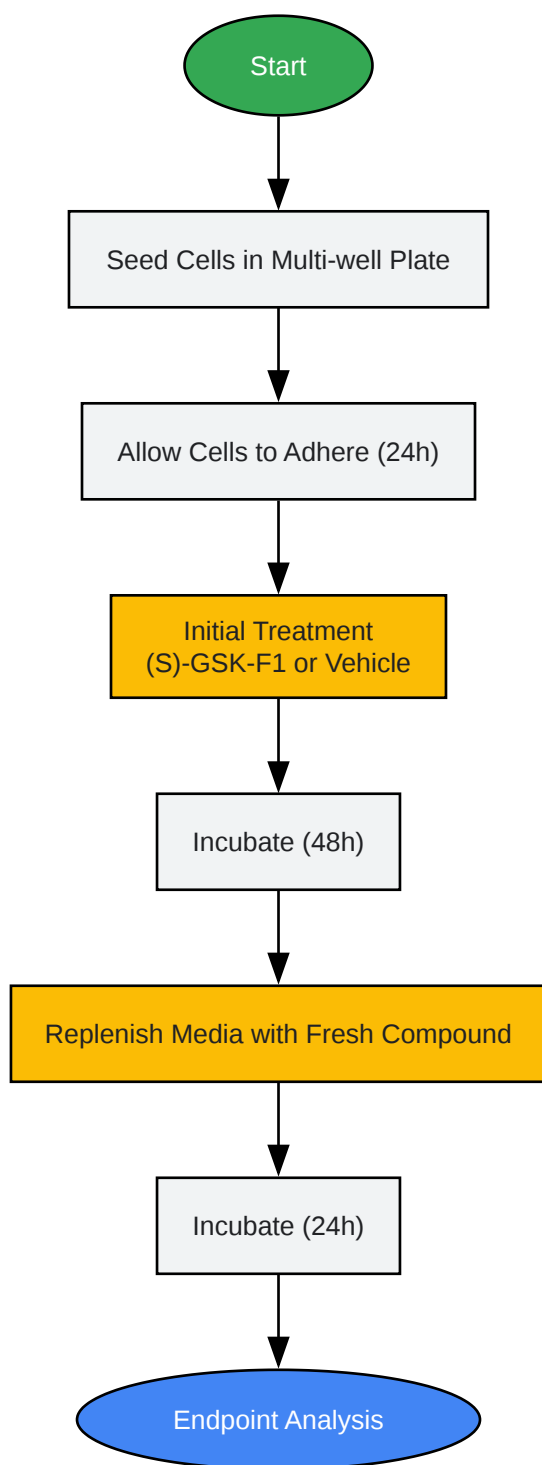 Start
Seed Cells in Multi-well Plate
Allow Cells to Adhere (24h)
Initial Treatment
(S)-GSK-F1 or Vehicle
Incubate (48h)
Replenish Media with Fresh Compound
Incubate (24h)
Endpoint Analysis